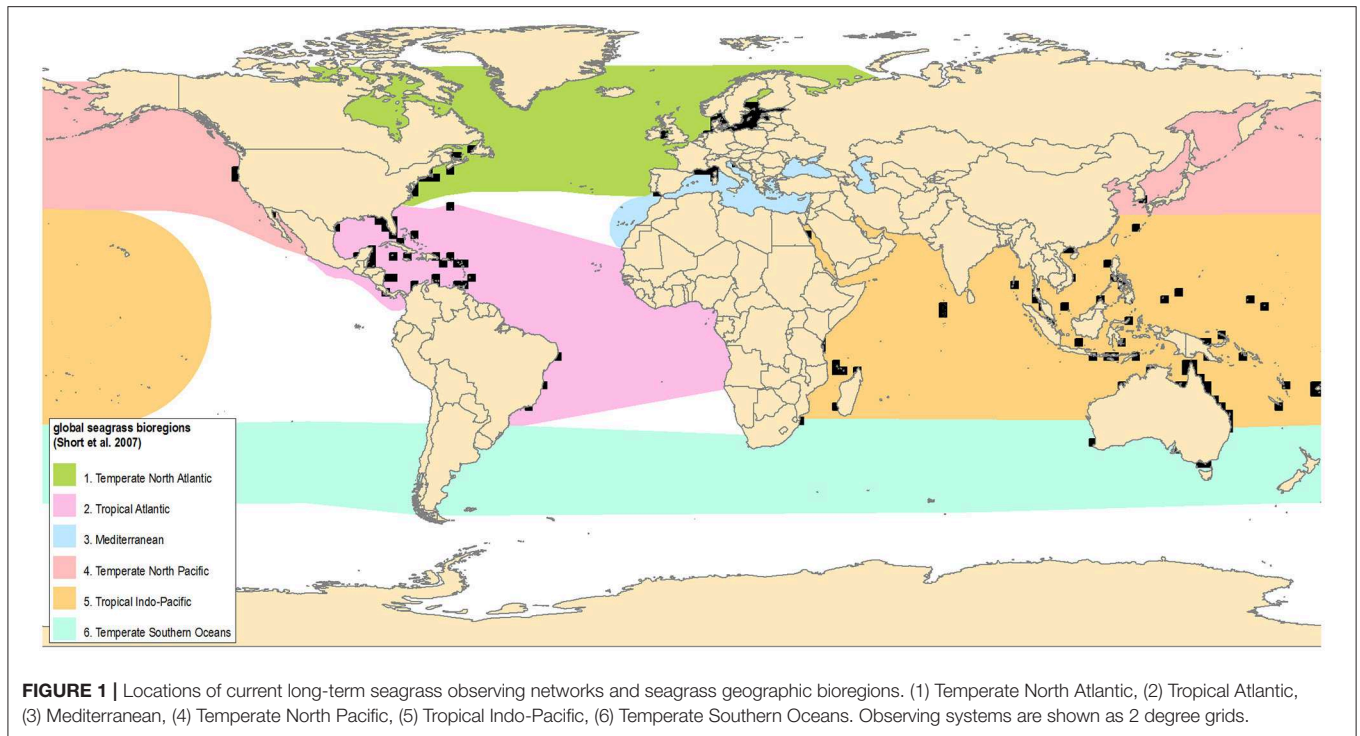 global seagrass bioregions
(Short et al. 2007)
1. Temperate North Atlantic
2. Tropical Atlantic
3. Mediterranean
4. Temperate North Pacific
5. Tropical Indo-Pacific
6. Temperate Southern Oceans
FIGURE 1 | Locations of current long-term seagrass observing networks and seagrass geographic bioregions. (1) Temperate North Atlantic, (2) Tropical Atlantic,
(3) Mediterranean, (4) Temperate North Pacific, (5) Tropical Indo-Pacific, (6) Temperate Southern Oceans. Observing systems are shown as 2 degree grids.